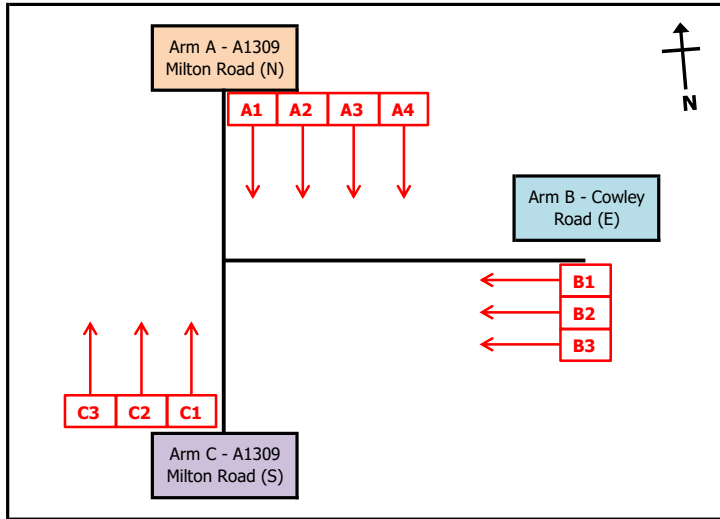 Arm A - A1309
Milton Road (N)
A1 A2 A3 A4
N
Arm B - Cowley
Road (E)
B1
B2
B3
C3 C2 C1
Arm C - A1309
Milton Road (S)